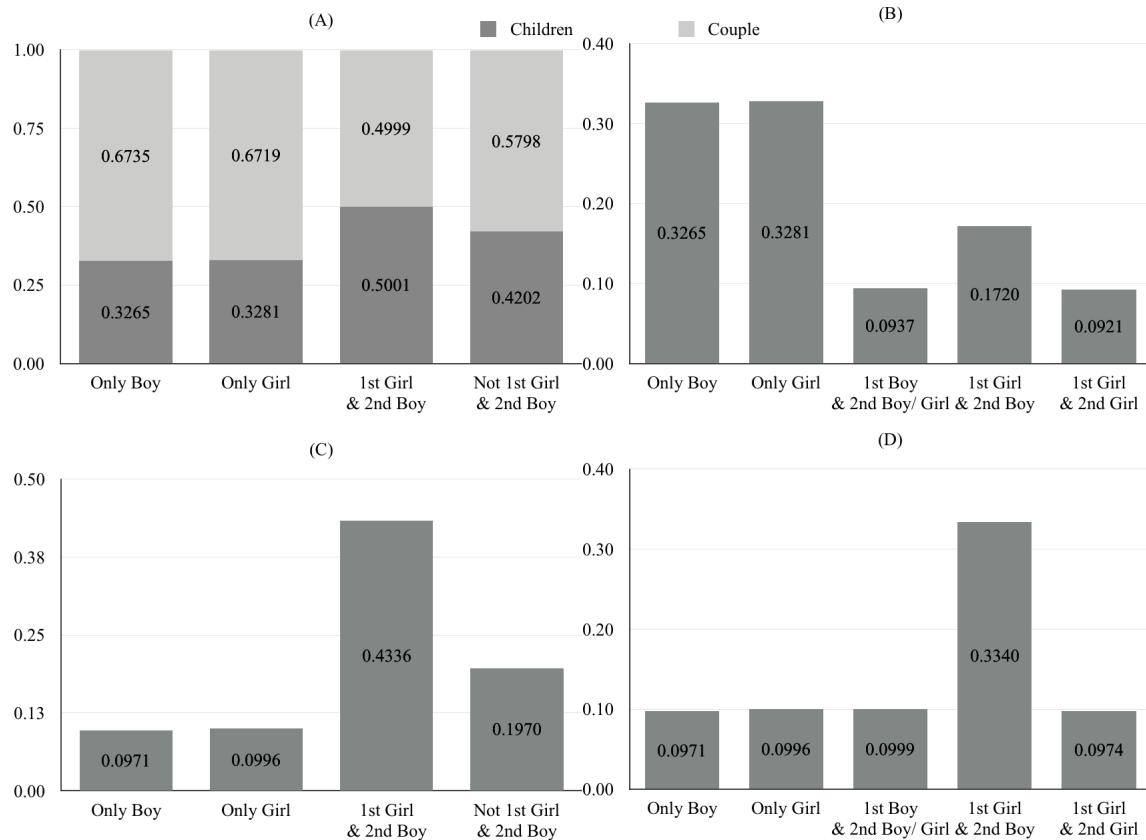 (A)
Children
Couple
1.00
0.75
0.50
0.25
0.00
0.6735
0.6719
0.4999
0.5798
0.3265
0.3281
0.5001
0.4202
Only Boy
Only Girl
1st Girl
& 2nd Boy
Not 1st Girl
& 2nd Boy
(B)
0.40
0.30
0.20
0.10
0.00
0.3265
0.3281
0.0937
0.1720
0.0921
Only Boy
Only Girl
1st Boy
& 2nd Boy/ Girl
1st Girl
& 2nd Boy
1st Girl
& 2nd Girl
(C)
0.50
0.38
0.25
0.13
0.00
0.0971
0.0996
0.4336
0.1970
Only Boy
Only Girl
1st Girl
& 2nd Boy
Not 1st Girl
& 2nd Boy
(D)
0.40
0.30
0.20
0.10
0.00
0.0971
0.0996
0.0999
0.3340
0.0974
Only Boy
Only Girl
1st Boy
& 2nd Boy/ Girl
1st Girl
& 2nd Boy
1st Girl
& 2nd Girl